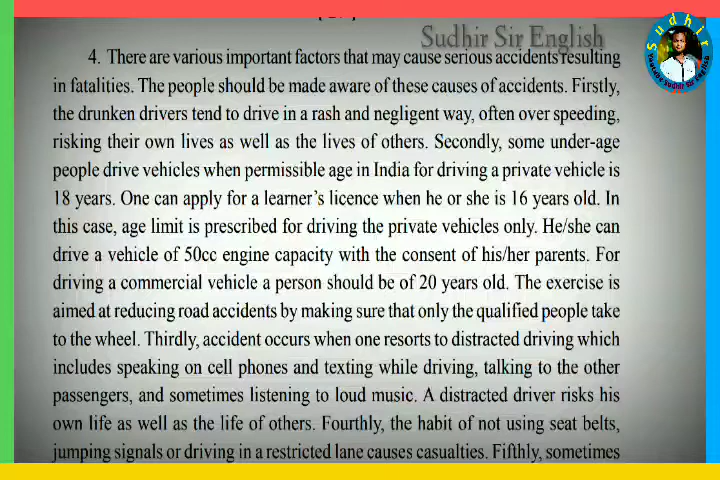 Sudhir Sir English
4. There are various important factors that may cause serious accidents resulting
in fatalities. The people should be made aware of these causes of accidents. Firstly,
the drunken drivers tend to drive in a rash and negligent way, often over speeding,
risking their own lives as well as the lives of others. Secondly, some under-age
people drive vehicles when permissible age in India for driving a private vehicle is
18 years. One can apply for a learner's licence when he or she is 16 years old. In
this case, age limit is prescribed for driving the private vehicles only. He/she can
drive a vehicle of 50cc engine capacity with the consent of his/her parents. For
driving a commercial vehicle a person should be of 20 years old. The exercise is
aimed at reducing road accidents by making sure that only the qualified people take
to the wheel. Thirdly, accident occurs when one resorts to distracted driving which
includes speaking on cell phones and texting while driving, talking to the other
passengers, and sometimes listening to loud music. A distracted driver risks his
own life as well as the life of others. Fourthly, the habit of not using seat belts,
jumping signals or driving in a restricted lane causes casualties. Fifthly, sometimes
Sudhir
Youtube Sudhir Sir English